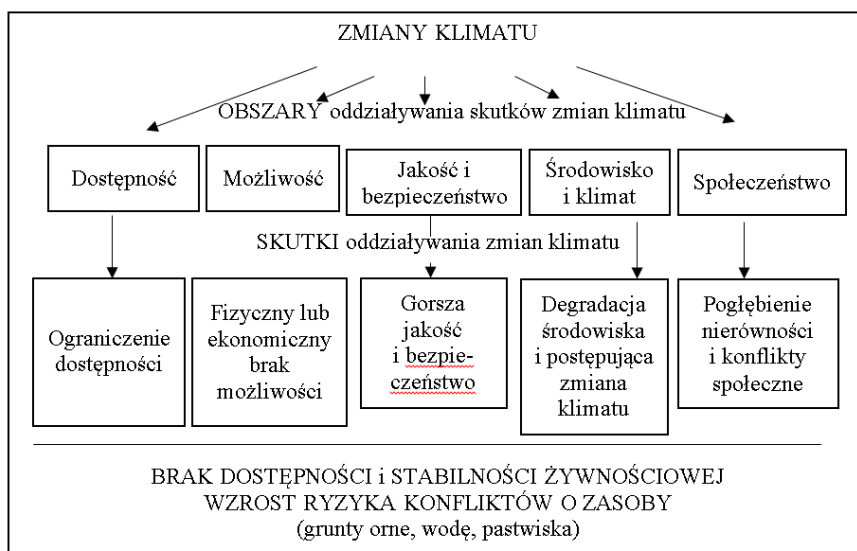 ZMIANY KLIMATU
OBSZARY oddziaływania skutków zmian klimatu
Dostępność
Możliwość
Jakość i
bezpieczeństwo
Środowisko
i klimat
Społeczeństwo
SKUTKI oddziaływania zmian klimatu
Ograniczenie
dostępności
Fizyczny lub
ekonomiczny
brak
możliwości
Gorsza
jakość
i bezpie-
czeństwo
Degradacja
środowiska
i postępująca
zmiana
klimatu
Pogłębienie
nierówności
i konflikty
społeczne
BRAK DOSTĘPNOŚCI i STABILNOŚCI ŻYWNOŚCIOWEJ
WZROST RYZYKA KONFLIKTÓW O ZASOBY
(grunty orne, wodę, pastwiska)